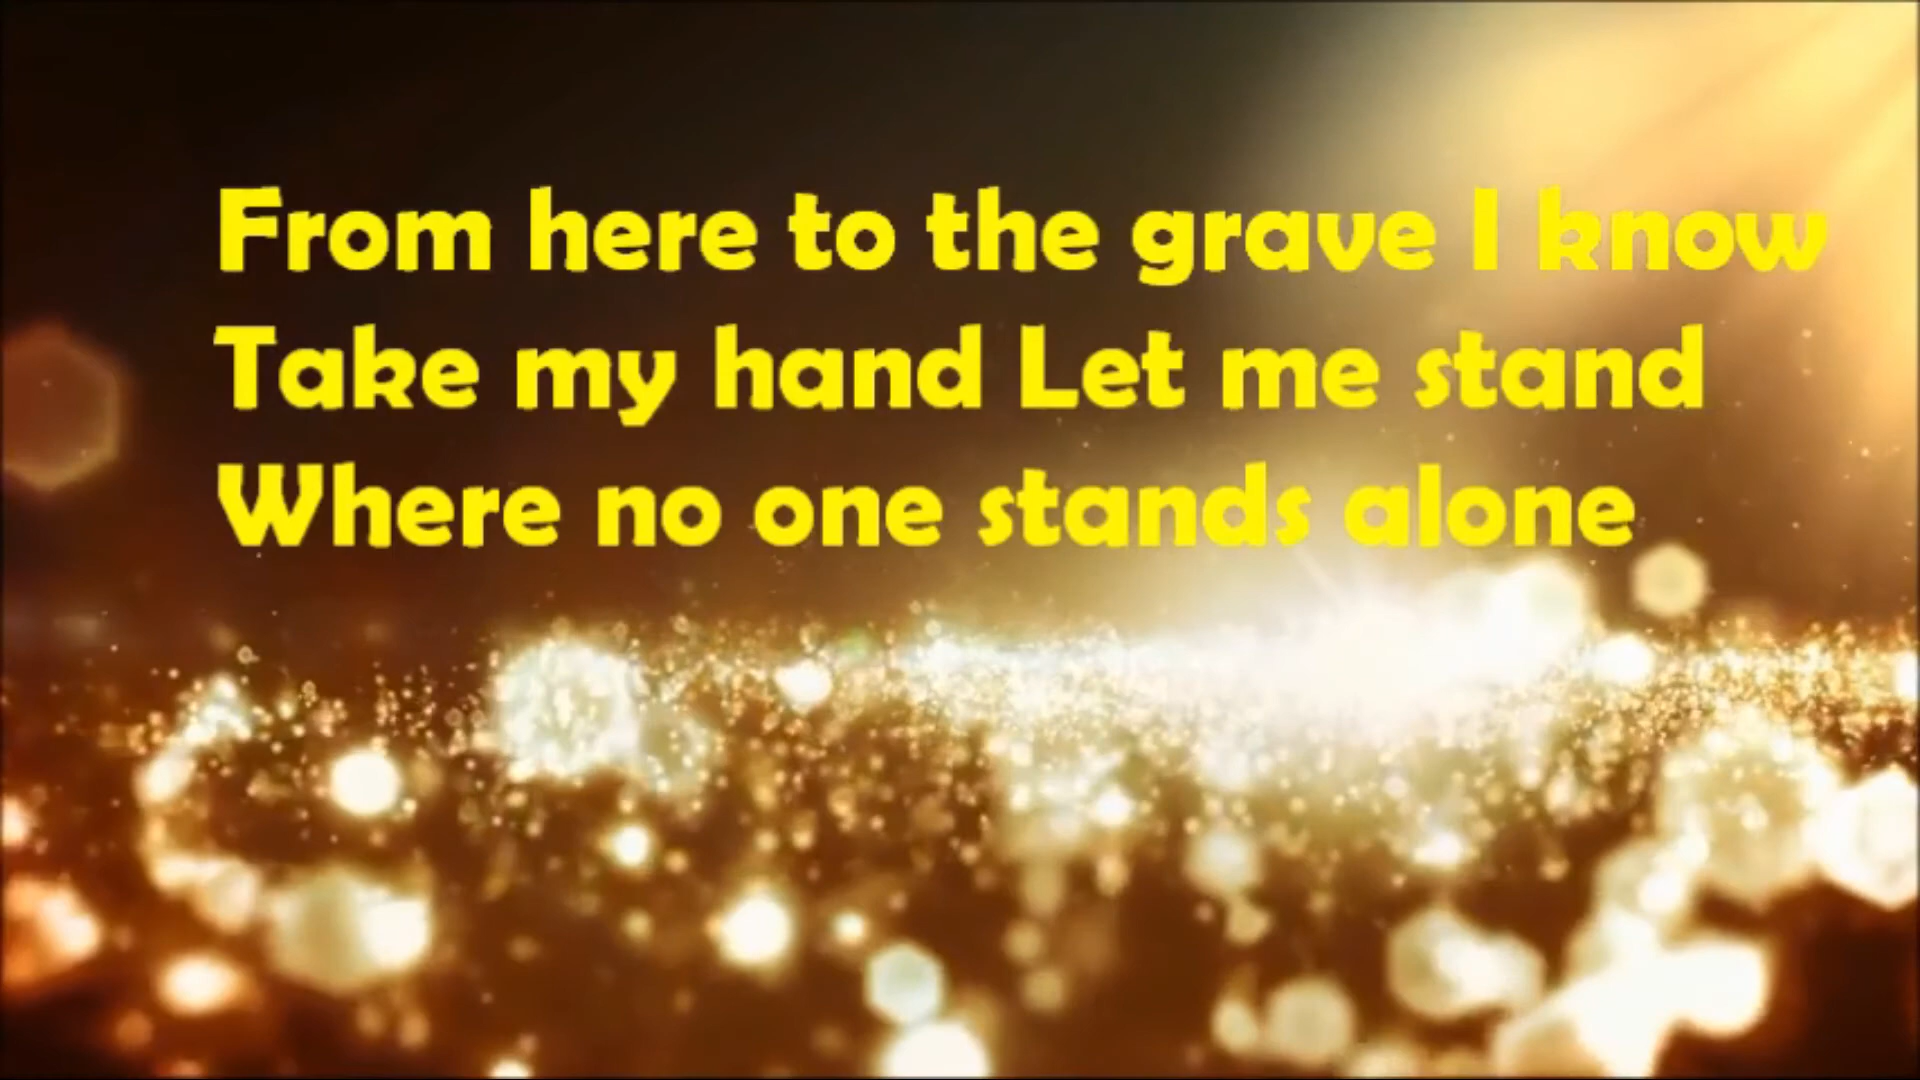 From here to the grave I know
Take my hand Let me stand
Where no one stands alone